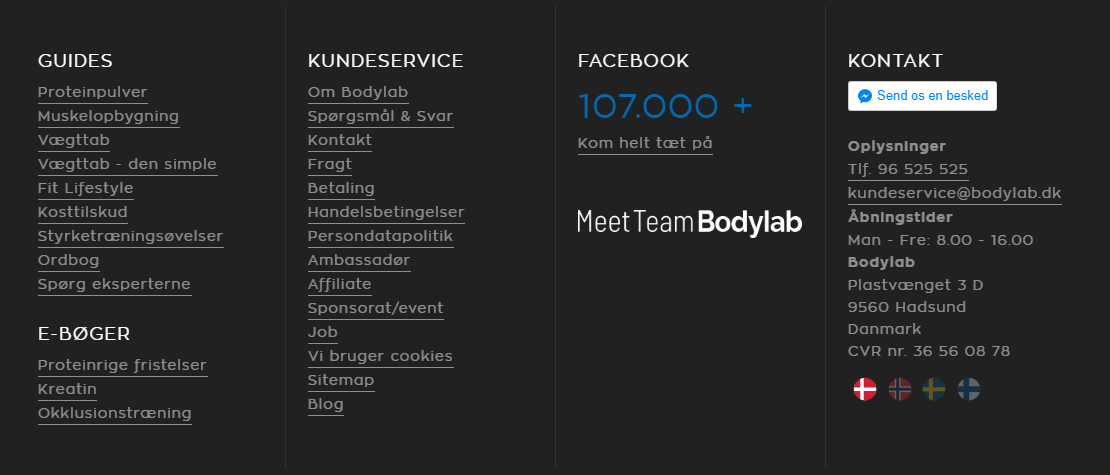 GUIDES
Proteinpulver
Muskelopbygning
Vægttab
Vægttab - den simple
Fit Lifestyle
Kosttilskud
Styrketræningsøvelser
Ordbog
Spørg eksperterne
E-BØGER
Proteinrige fristelser
Kreatin
Okklusionstræning
KUNDESERVICE
Om Bodylab
Spørgsmål & Svar
Kontakt
Fragt
Betaling
Handelsbetingelser
Persondatapolitik
Ambassadør
Affiliate
Sponsorat/event
Job
Vi bruger cookies
Sitemap
Blog
FACEBOOK
107.000 +
Kom helt tæt på
Meet Team Bodylab
KONTAKT
Send os en besked
Oplysninger
Tlf. 96 525 525
kundeservice@bodylab.dk
Åbningstider
Man - Fre: 8.00 - 16.00
Bodylab
Plastvænget 3 D
9560 Hadsund
Danmark
CVR nr. 36 56 08 78